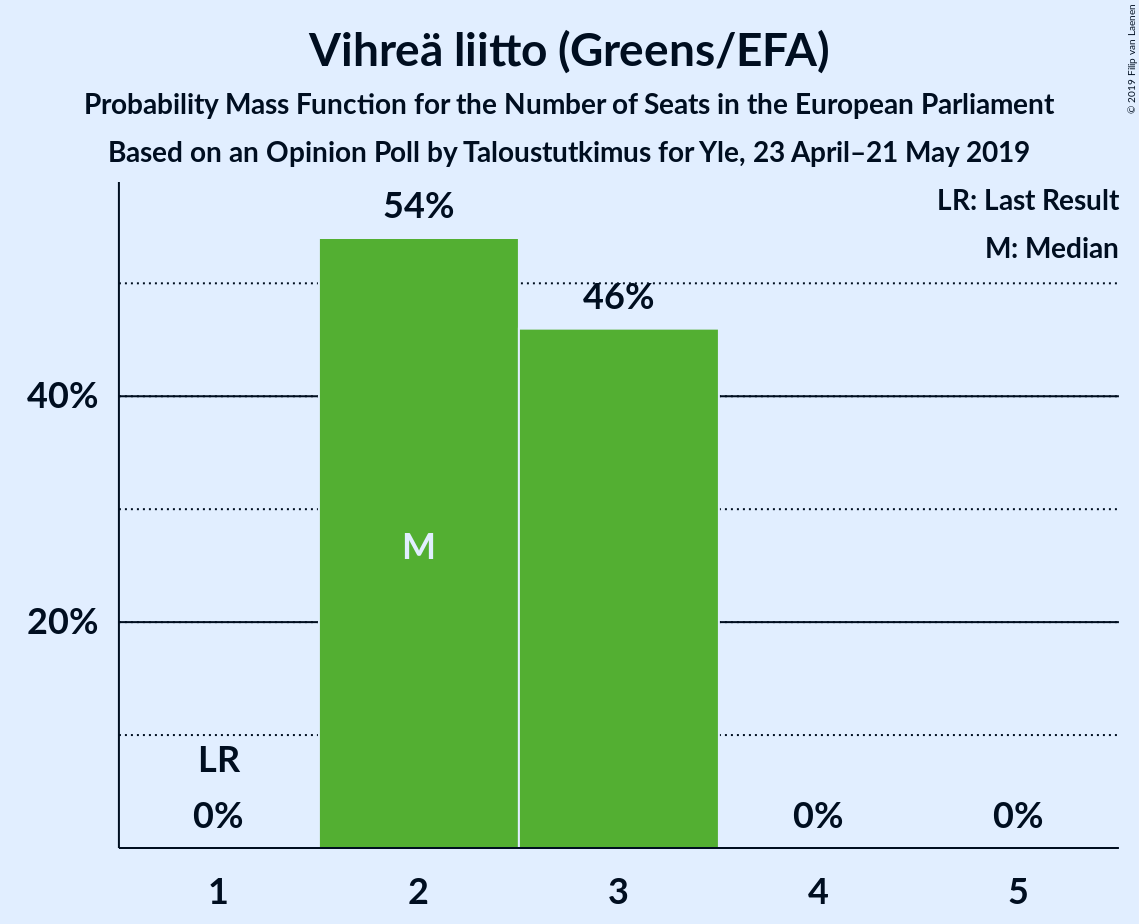 Vihreä liitto (Greens/EFA)
Probability Mass Function for the Number of Seats in the European Parliament
Based on an Opinion Poll by Taloustutkimus for Yle, 23 April–21 May 2019
© 2019 Filip van Laenen
LR: Last Result
M: Median
54%
46%
40%
M
20%
LR
0%
0%
0%
1
2
3
4
5